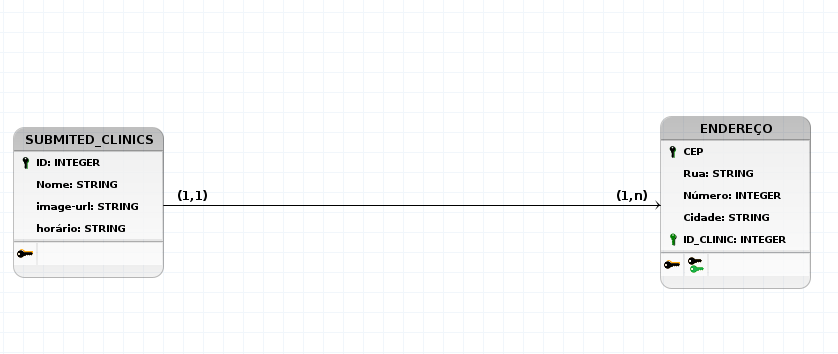 SUBMITED_CLINICS
ID: INTEGER
Nome: STRING
image-url: STRING
horário: STRING
(1,1)
(1,n)
ENDEREÇO
CEP
Rua: STRING
Número: INTEGER
Cidade: STRING
ID_CLINIC: INTEGER